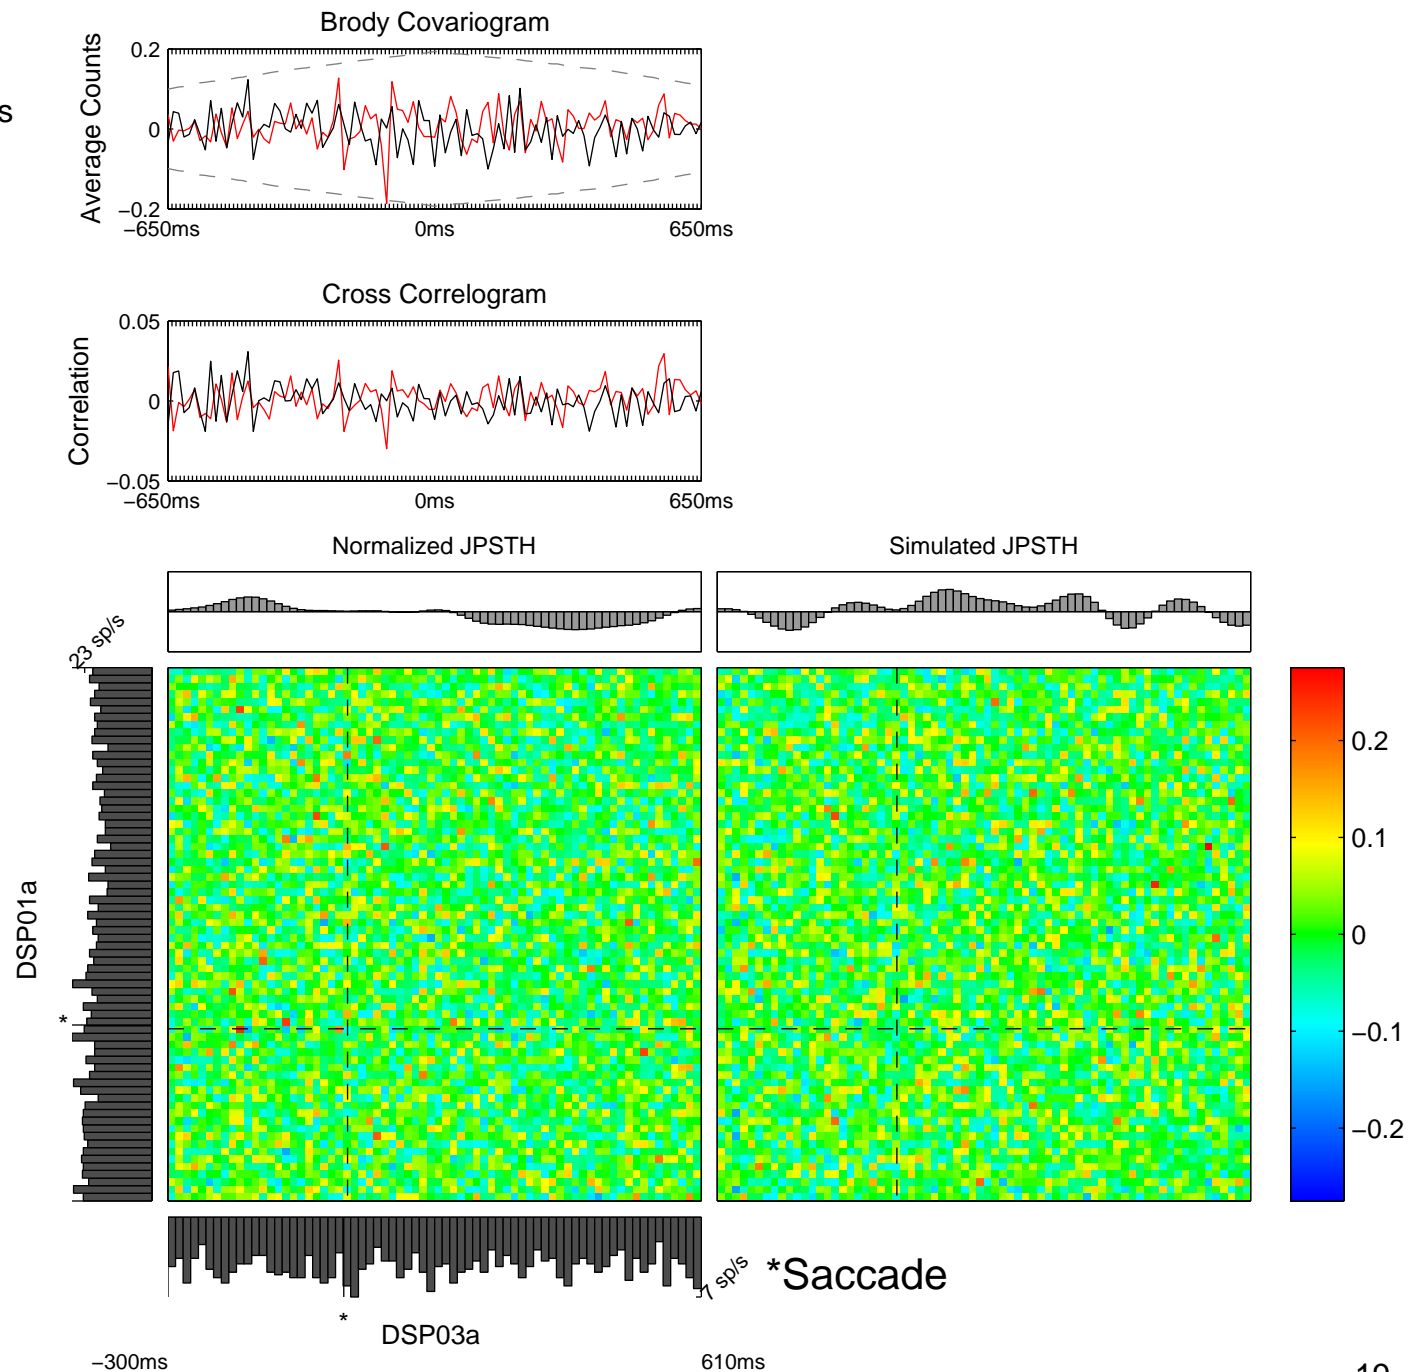 Brody Covariogram
s
Average Counts
0.2
0
−0.2
−650ms 0ms 650ms
Cross Correlogram
Correlation
0.05
0
−0.05
−650ms 0ms 650ms
Normalized JPSTH Simulated JPSTH
23 sp/s
DSP01a
*
0.2
0.1
0
−0.1
−0.2
7 sp/s
*Saccade
*
DSP03a
−300ms 610ms